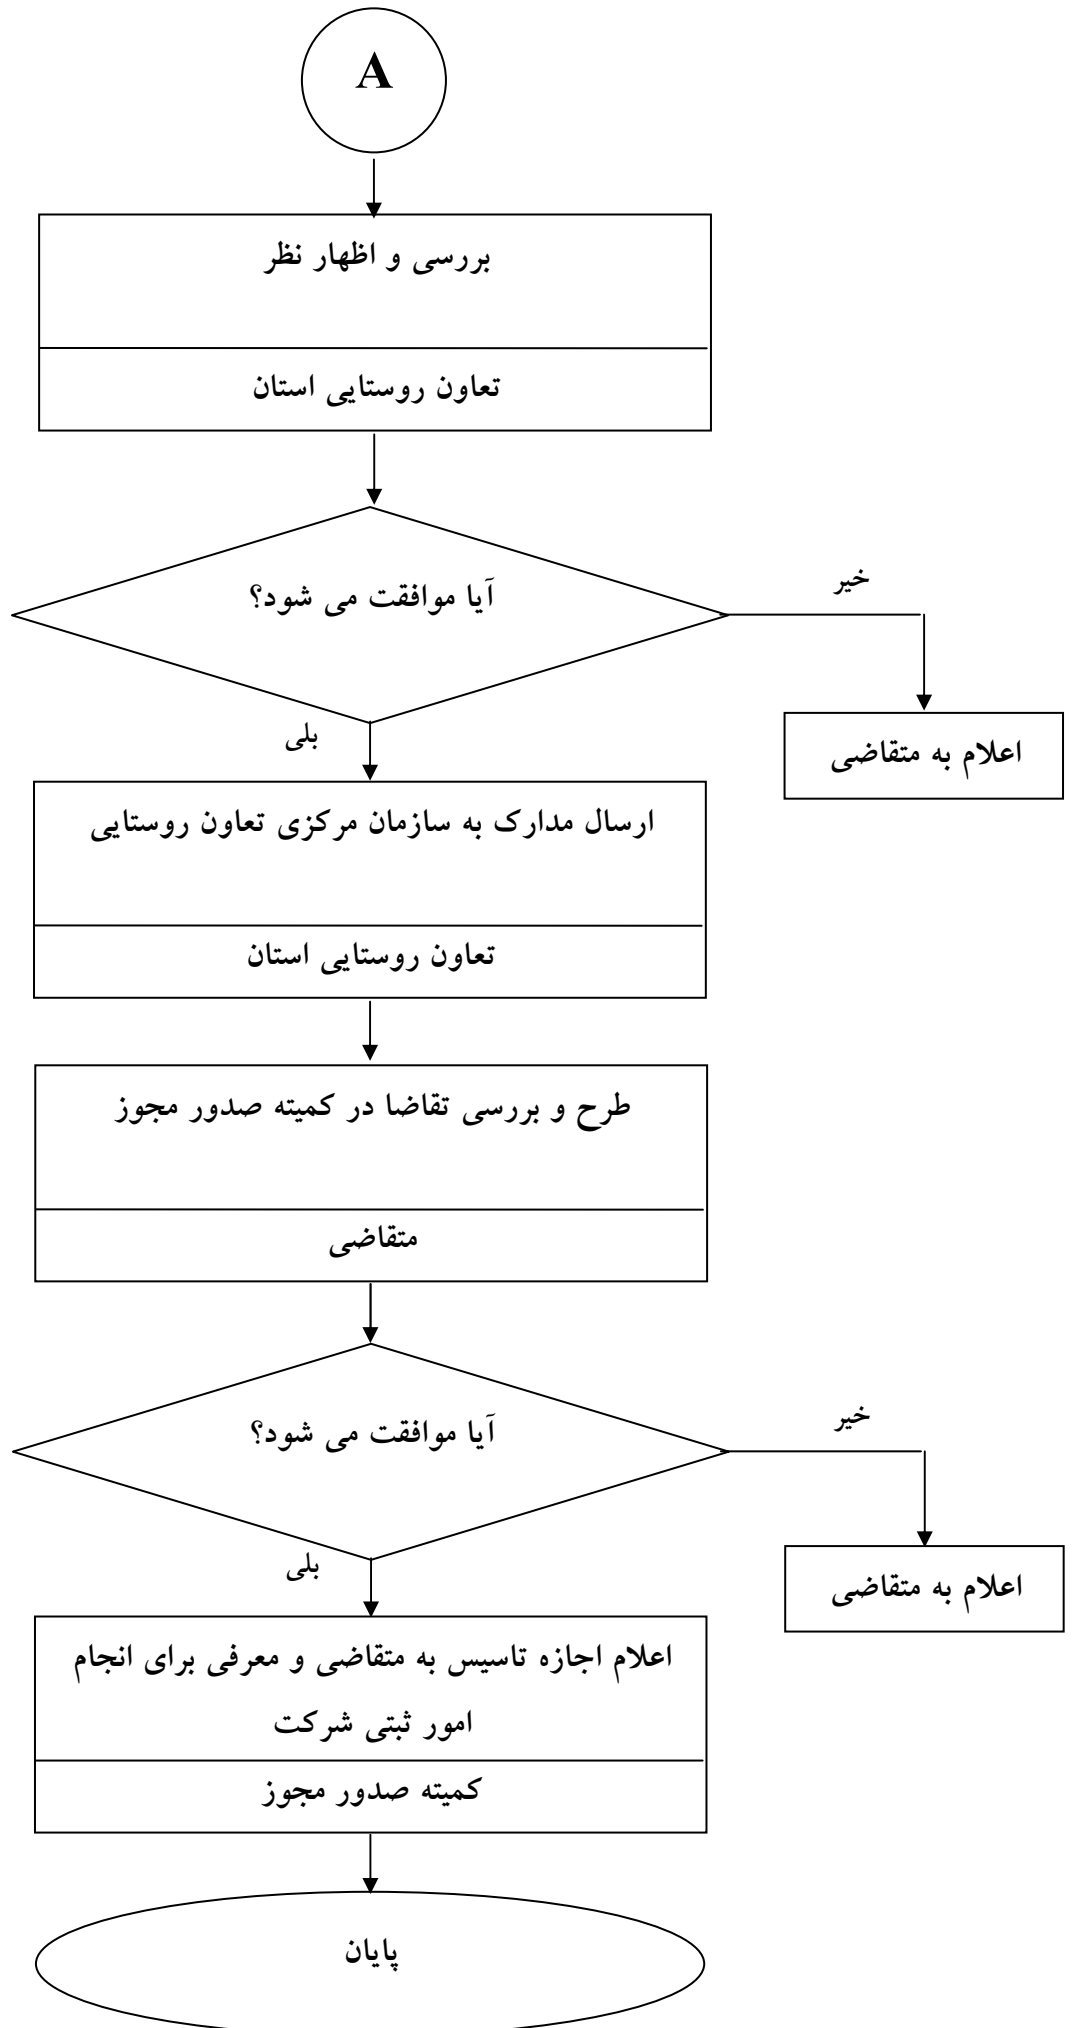 A
بررسی و اظهار نظر
تعاون روستایی استان
آیا موافقت می شود؟
خیر
اعلام به متقاضی
بلی
ارسال مدارک به سازمان مرکزی تعاون روستایی
تعاون روستایی استان
طرح و بررسی تقاضا در کمیته صدور مجوز
متقاضی
آیا موافقت می شود؟
خیر
اعلام به متقاضی
بلی
اعلام اجازه تاسیس به متقاضی و معرفی برای انجام
امور ثبتی شرکت
کمیته صدور مجوز
پایان